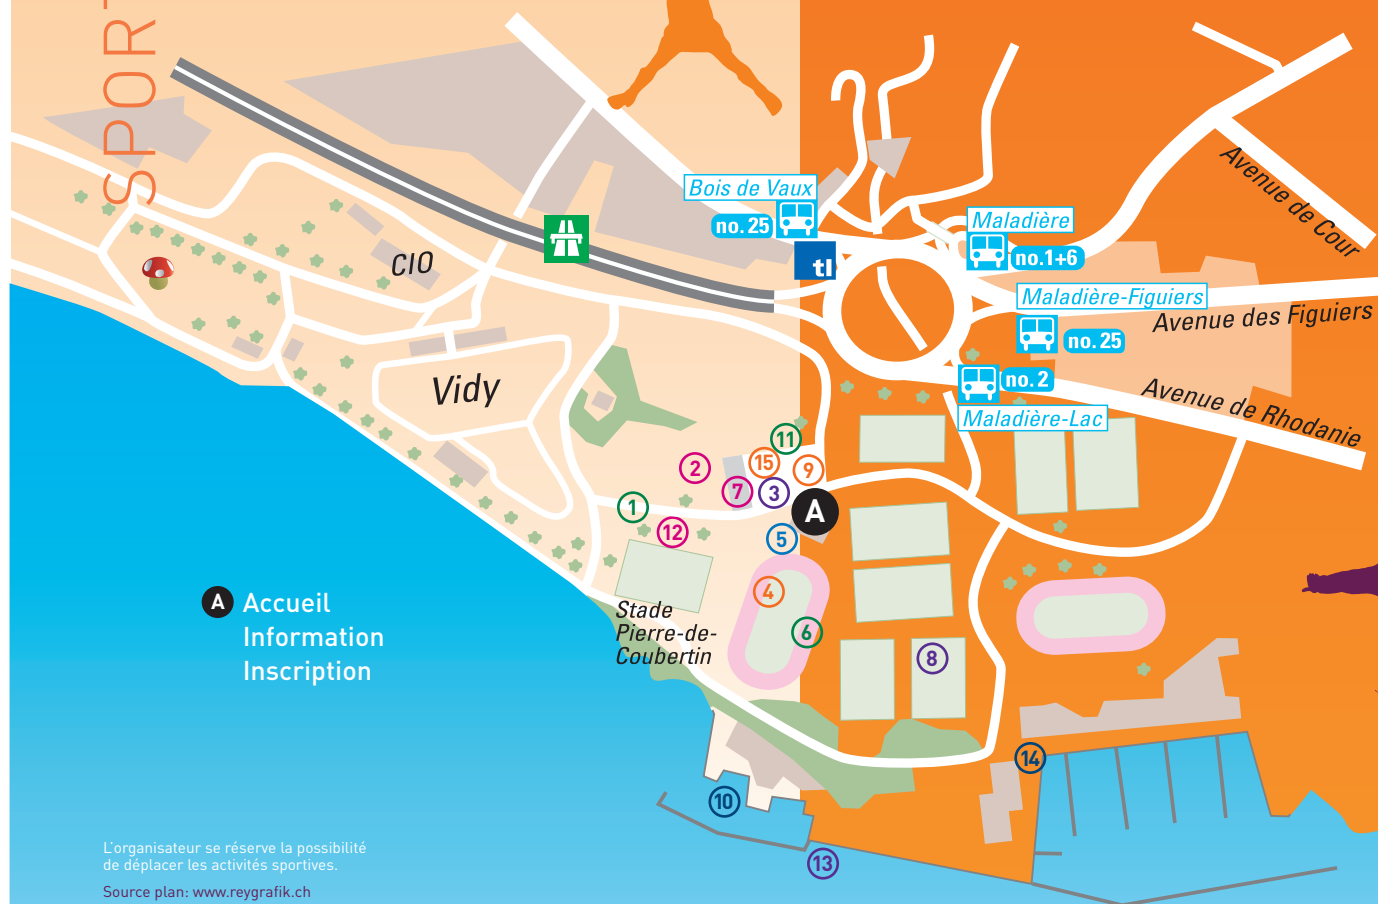 SPORT
Bois de Vaux
no. 25
tl
Maladière
no.1+6
Maladière-Figuiers
no. 25
no. 2
Maladière-Lac
Avenue de Cour
Avenue des Figuiers
Avenue de Rhodanie
CIO
Vidy
11
2
15
9
7
3
1
A
12
5
4
6
8
Stade
Pierre-de-
Coubertin
14
10
13
A Accueil
Information
Inscription
L'organisateur se réserve la possibilité
de déplacer les activités sportives.
Source plan: www.reygrafik.ch